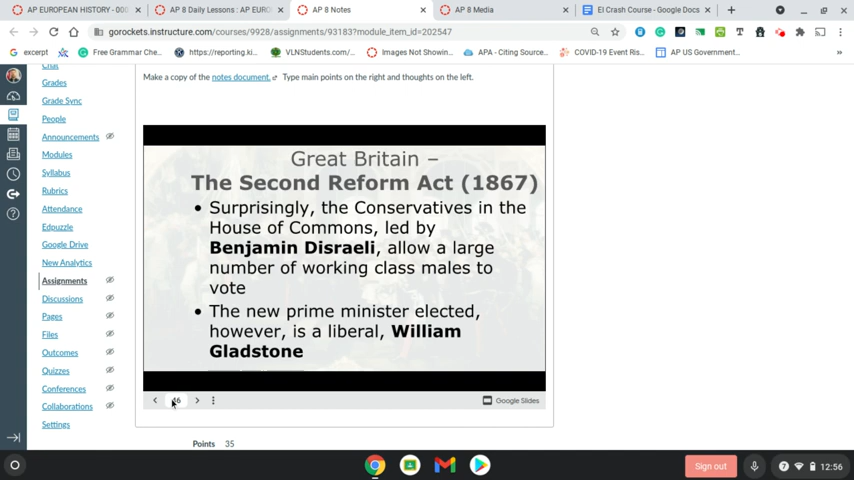 AP EUROPEAN HISTORY - 000
AP 8 Daily Lessons : AP EURO
AP 8 Notes
AP 8 Media
EI Crash Course - Google Docs
gorockets.instructure.com/courses/9928/assignments/93183?module_item_id=202547
excerpt
Free Grammar Che...
https://reporting.ki...
VLNStudents.com/...
Images Not Showin...
APA - Citing Source...
COVID-19 Event Ris...
AP US Government...
Chat
Grades
Grade Sync
People
Announcements
Modules
Syllabus
Rubrics
Attendance
Edpuzzle
Google Drive
New Analytics
Assignments
Discussions
Pages
Files
Outcomes
Quizzes
Conferences
Collaborations
Settings
Make a copy of the notes document. Type main points on the right and thoughts on the left.
Great Britain –
The Second Reform Act (1867)
• Surprisingly, the Conservatives in the
House of Commons, led by
Benjamin Disraeli, allow a large
number of working class males to
vote
• The new prime minister elected,
however, is a liberal, William
Gladstone
Google Slides
Points 35
Sign out
12:56